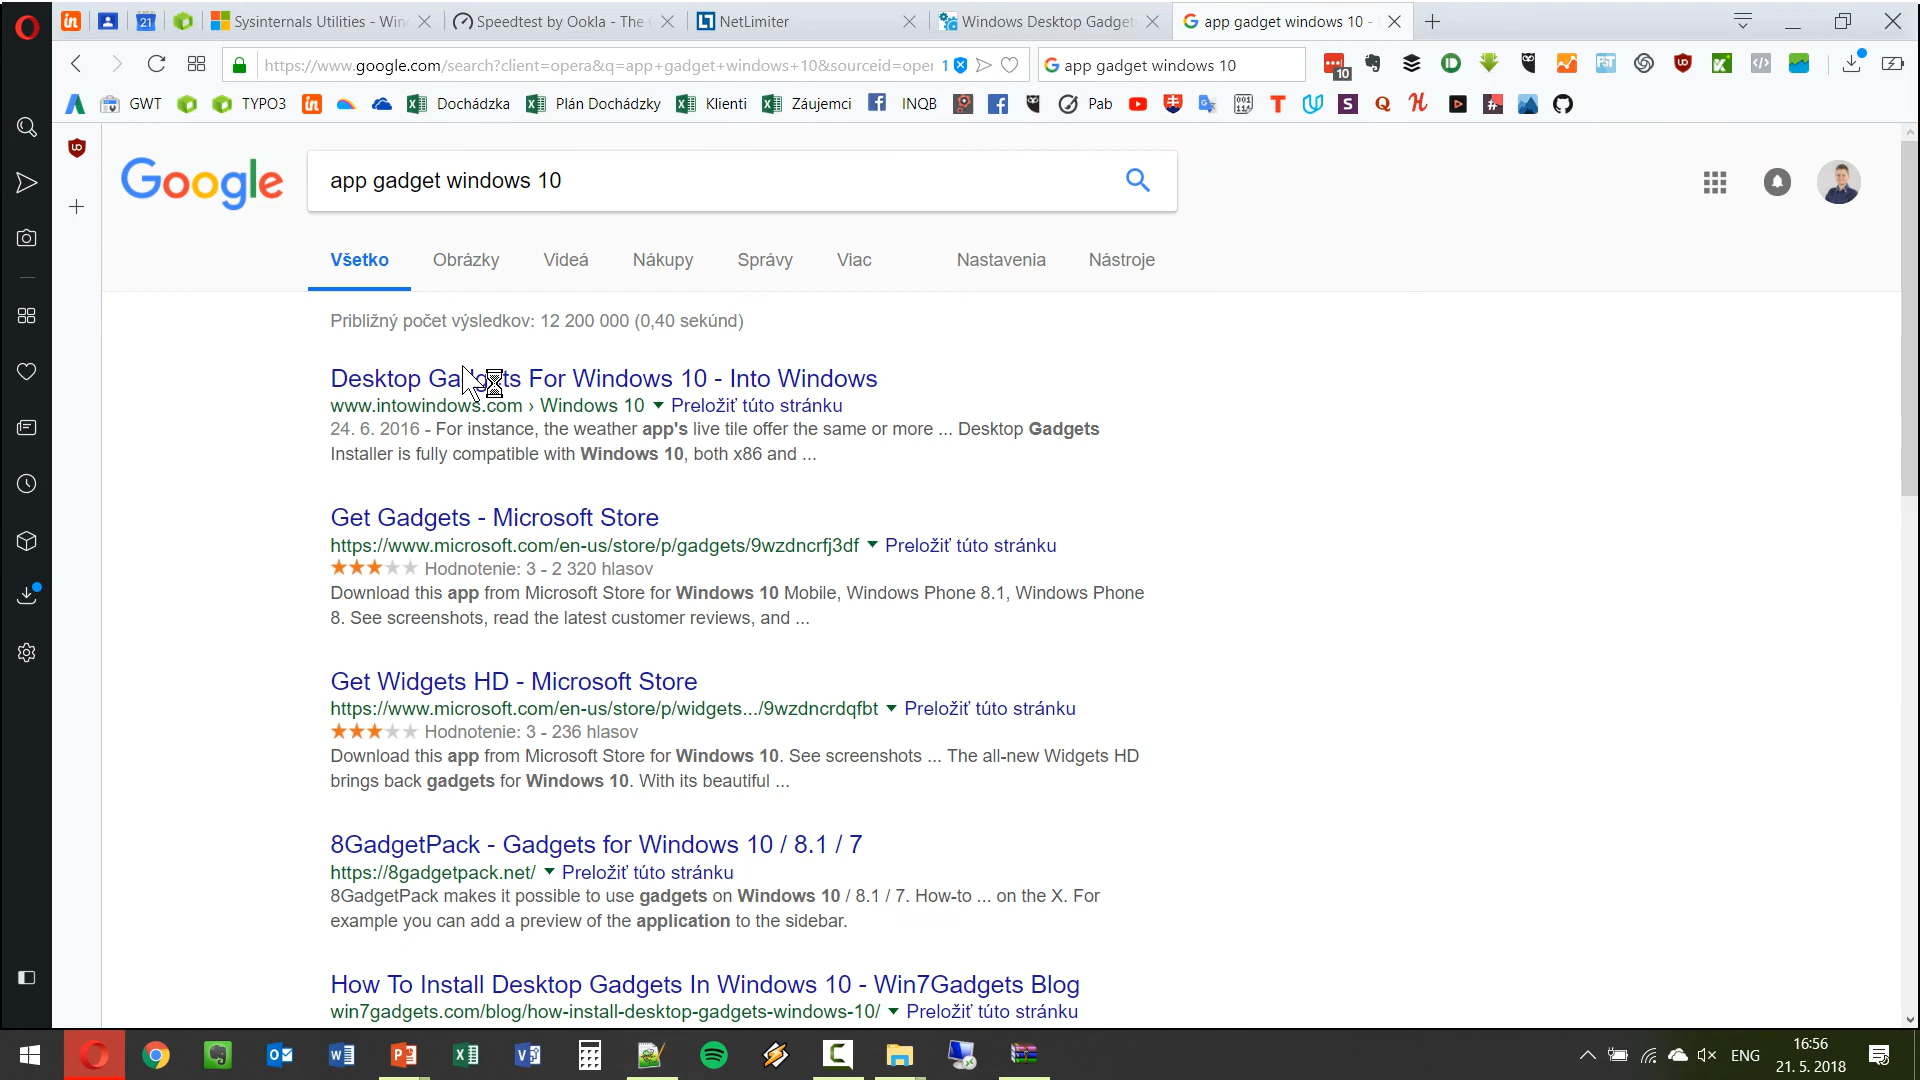 21
Sysinternals Utilities - Win
Speedtest by Ookla - The
NetLimiter
Windows Desktop Gadget
app gadget windows 10 -
https://www.google.com/search?client=opera&q=app+gadget+windows+10&sourceid=oper
1
app gadget windows 10
10
GWT
TYPO3
Dochádzka
Plán Dochádzky
Klienti
Záujemci
INQB
Pab
Google
app gadget windows 10
Všetko
Obrázky
Videá
Nákupy
Správy
Viac
Nastavenia
Nástroje
Približný počet výsledkov: 12 200 000 (0,40 sekúnd)
Desktop Gadgets For Windows 10 - Into Windows
www.intowindows.com › Windows 10 ▼ Preložiť túto stránku
24. 6. 2016 - For instance, the weather app's live tile offer the same or more ... Desktop Gadgets
Installer is fully compatible with Windows 10, both x86 and ...
Get Gadgets - Microsoft Store
https://www.microsoft.com/en-us/store/p/gadgets/9wzdncrfj3df ▼ Preložiť túto stránku
Hodnotenie: 3 - 2 320 hlasov
Download this app from Microsoft Store for Windows 10 Mobile, Windows Phone 8.1, Windows Phone
8. See screenshots, read the latest customer reviews, and ...
Get Widgets HD - Microsoft Store
https://www.microsoft.com/en-us/store/p/widgets.../9wzdncrdqfbt ▼ Preložiť túto stránku
Hodnotenie: 3 - 236 hlasov
Download this app from Microsoft Store for Windows 10. See screenshots ... The all-new Widgets HD
brings back gadgets for Windows 10. With its beautiful ...
8GadgetPack - Gadgets for Windows 10 / 8.1 / 7
https://8gadgetpack.net/ ▼ Preložiť túto stránku
8GadgetPack makes it possible to use gadgets on Windows 10 / 8.1 / 7. How-to ... on the X. For
example you can add a preview of the application to the sidebar.
How To Install Desktop Gadgets In Windows 10 - Win7Gadgets Blog
win7gadgets.com/blog/how-install-desktop-gadgets-windows-10/ ▼ Preložiť túto stránku
ENG
16:56
21. 5. 2018